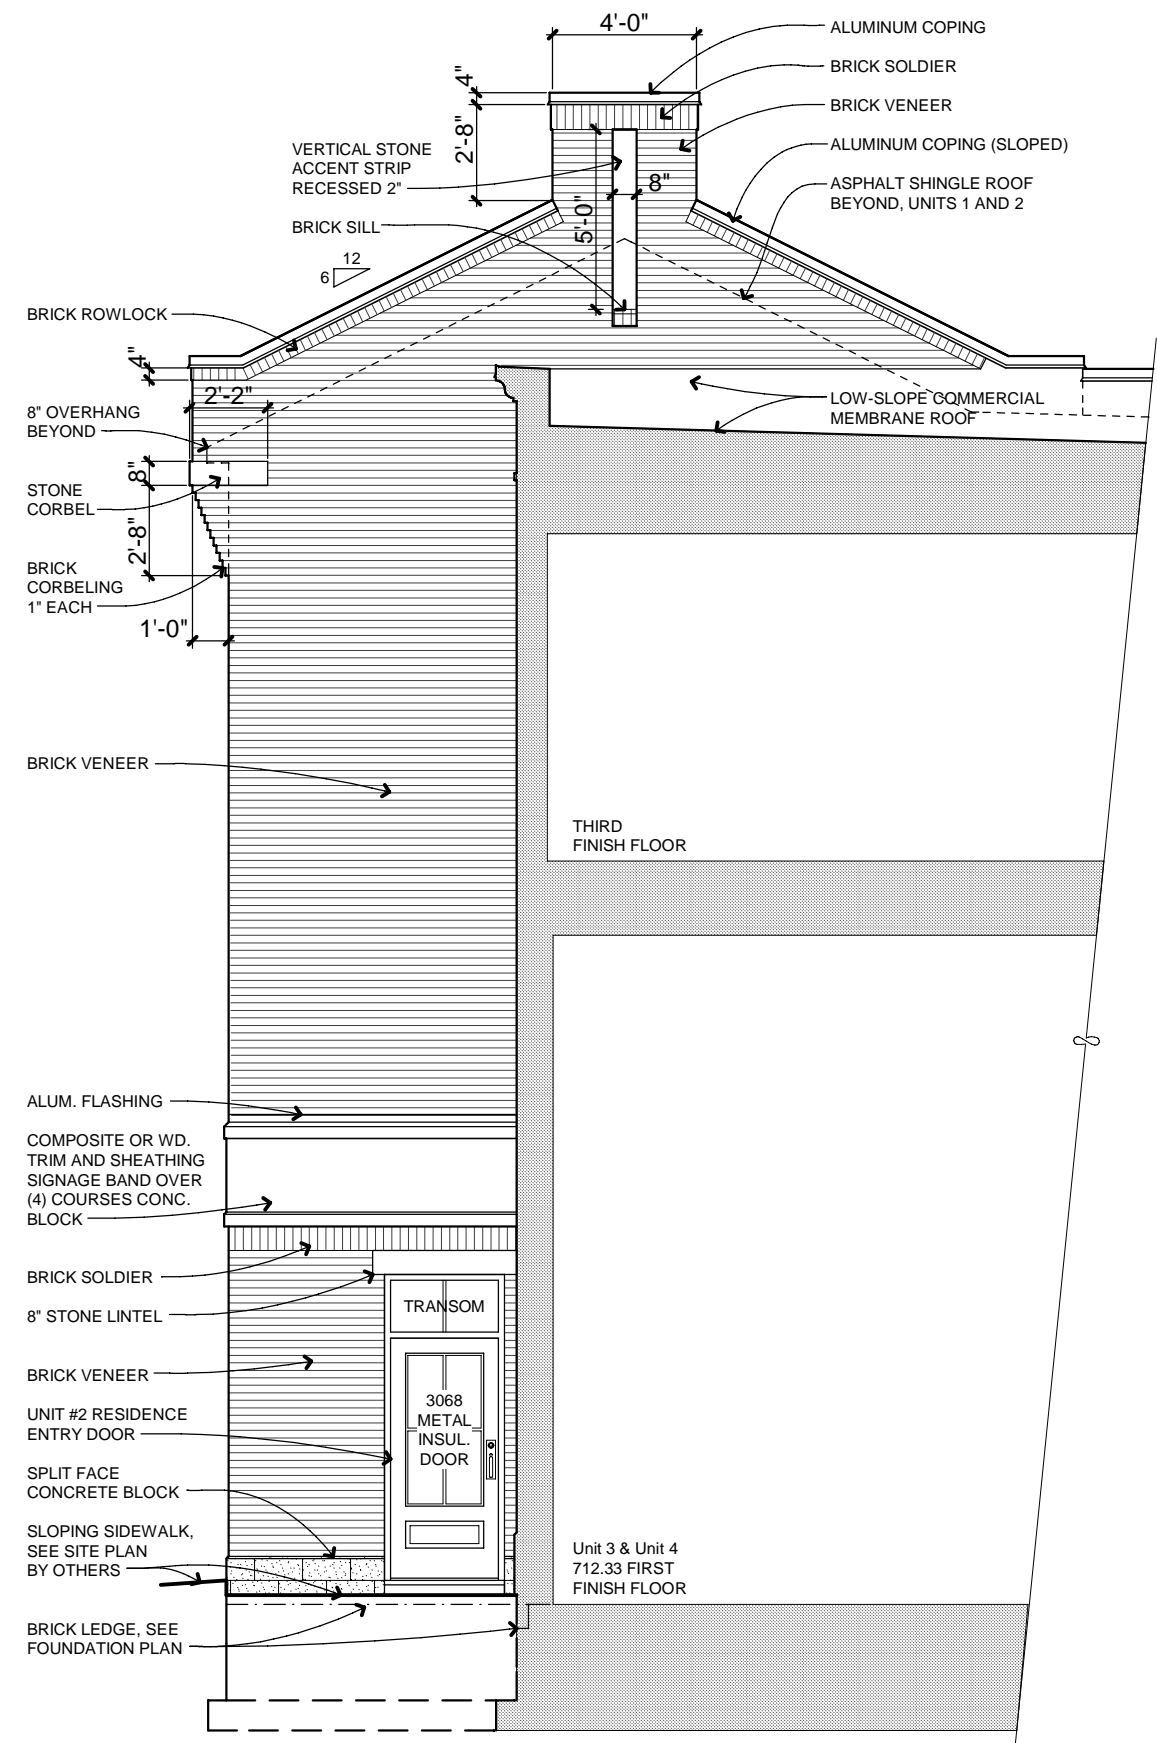 4'-0"
ALUMINUM COPING
BRICK SOLDIER
4"
BRICK VENEER
2'-8"
VERTICAL STONE
ACCENT STRIP
RECESSED 2"
ALUMINUM COPING (SLOPED)
8"
ASPHALT SHINGLE ROOF
BEYOND, UNITS 1 AND 2
BRICK SILL
5'-0"
12
6
BRICK ROWLOCK
4"
2'-2"
8" OVERHANG
BEYOND
LOW-SLOPE COMMERCIAL
MEMBRANE ROOF
8"
STONE
CORBEL
2'-8"
BRICK
CORBELING
1" EACH
1'-0"
BRICK VENEER
THIRD
FINISH FLOOR
ALUM. FLASHING
COMPOSITE OR WD.
TRIM AND SHEATHING
SIGNAGE BAND OVER
(4) COURSES CONC.
BLOCK
BRICK SOLDIER
8" STONE LINTEL
TRANSOM
BRICK VENEER
3068
METAL
INSUL.
DOOR
UNIT #2 RESIDENCE
ENTRY DOOR
SPLIT FACE
CONCRETE BLOCK
SLOPING SIDEWALK,
SEE SITE PLAN
BY OTHERS
Unit 3 & Unit 4
712.33 FIRST
FINISH FLOOR
BRICK LEDGE, SEE
FOUNDATION PLAN